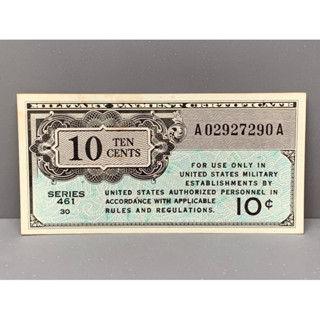 MILITARY PAYMENT CERTIFICATE
A02927290A
10 TEN
CENTS
FOR USE ONLY IN
UNITED STATES MILITARY
ESTABLISHMENTS BY
UNITED STATES AUTHORIZED PERSONNEL IN
ACCORDANCE WITH APPLICABLE
RULES AND REGULATIONS.
SERIES
461
30
10¢